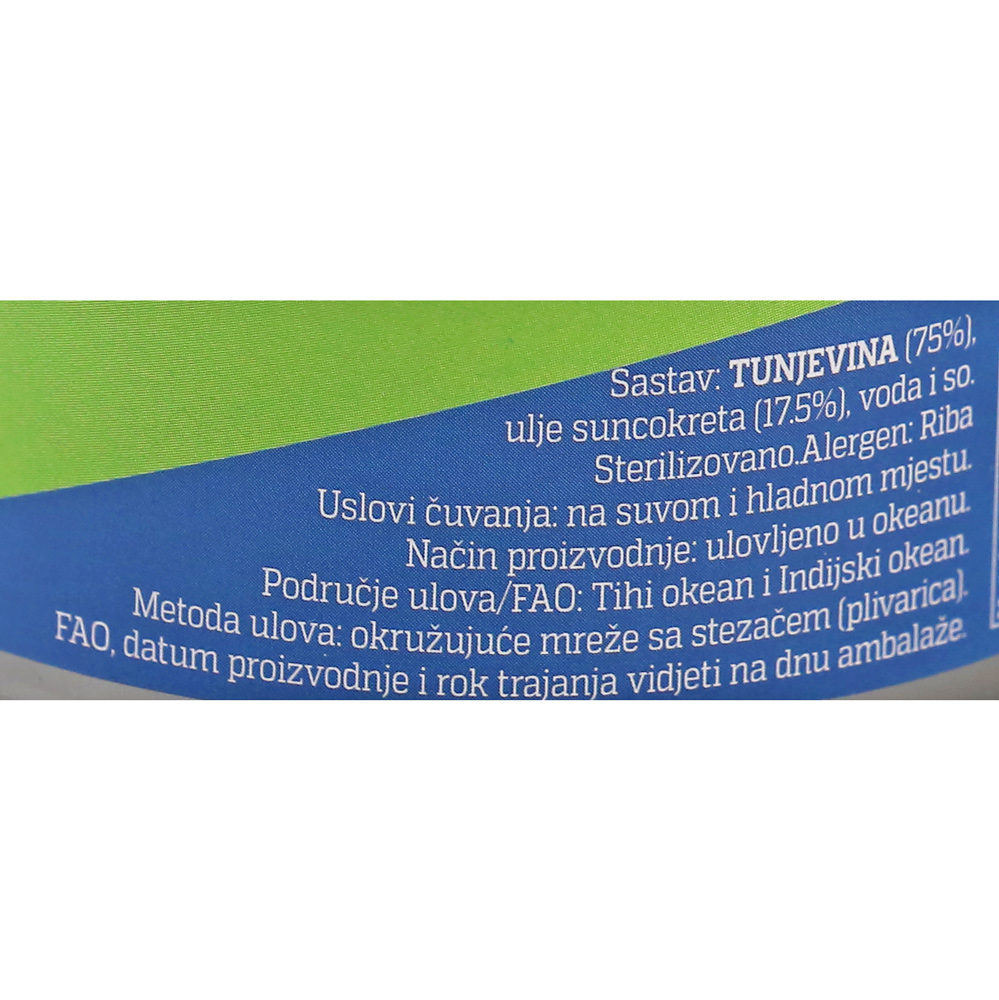 Sastav: TUNJEVINA (75%),
ulje suncokreta (17.5%), voda i so.
Sterilizovano.Alergen: Riba
Uslovi čuvanja: na suvom i hladnom mjestu.
Način proizvodnje: ulovljeno u okeanu.
Područje ulova/FAO: Tihi okean i Indijski okean.
Metoda ulova: okružujuće mreže sa stezačem (plivarica).
FAO, datum proizvodnje i rok trajanja vidjeti na dnu ambalaže.